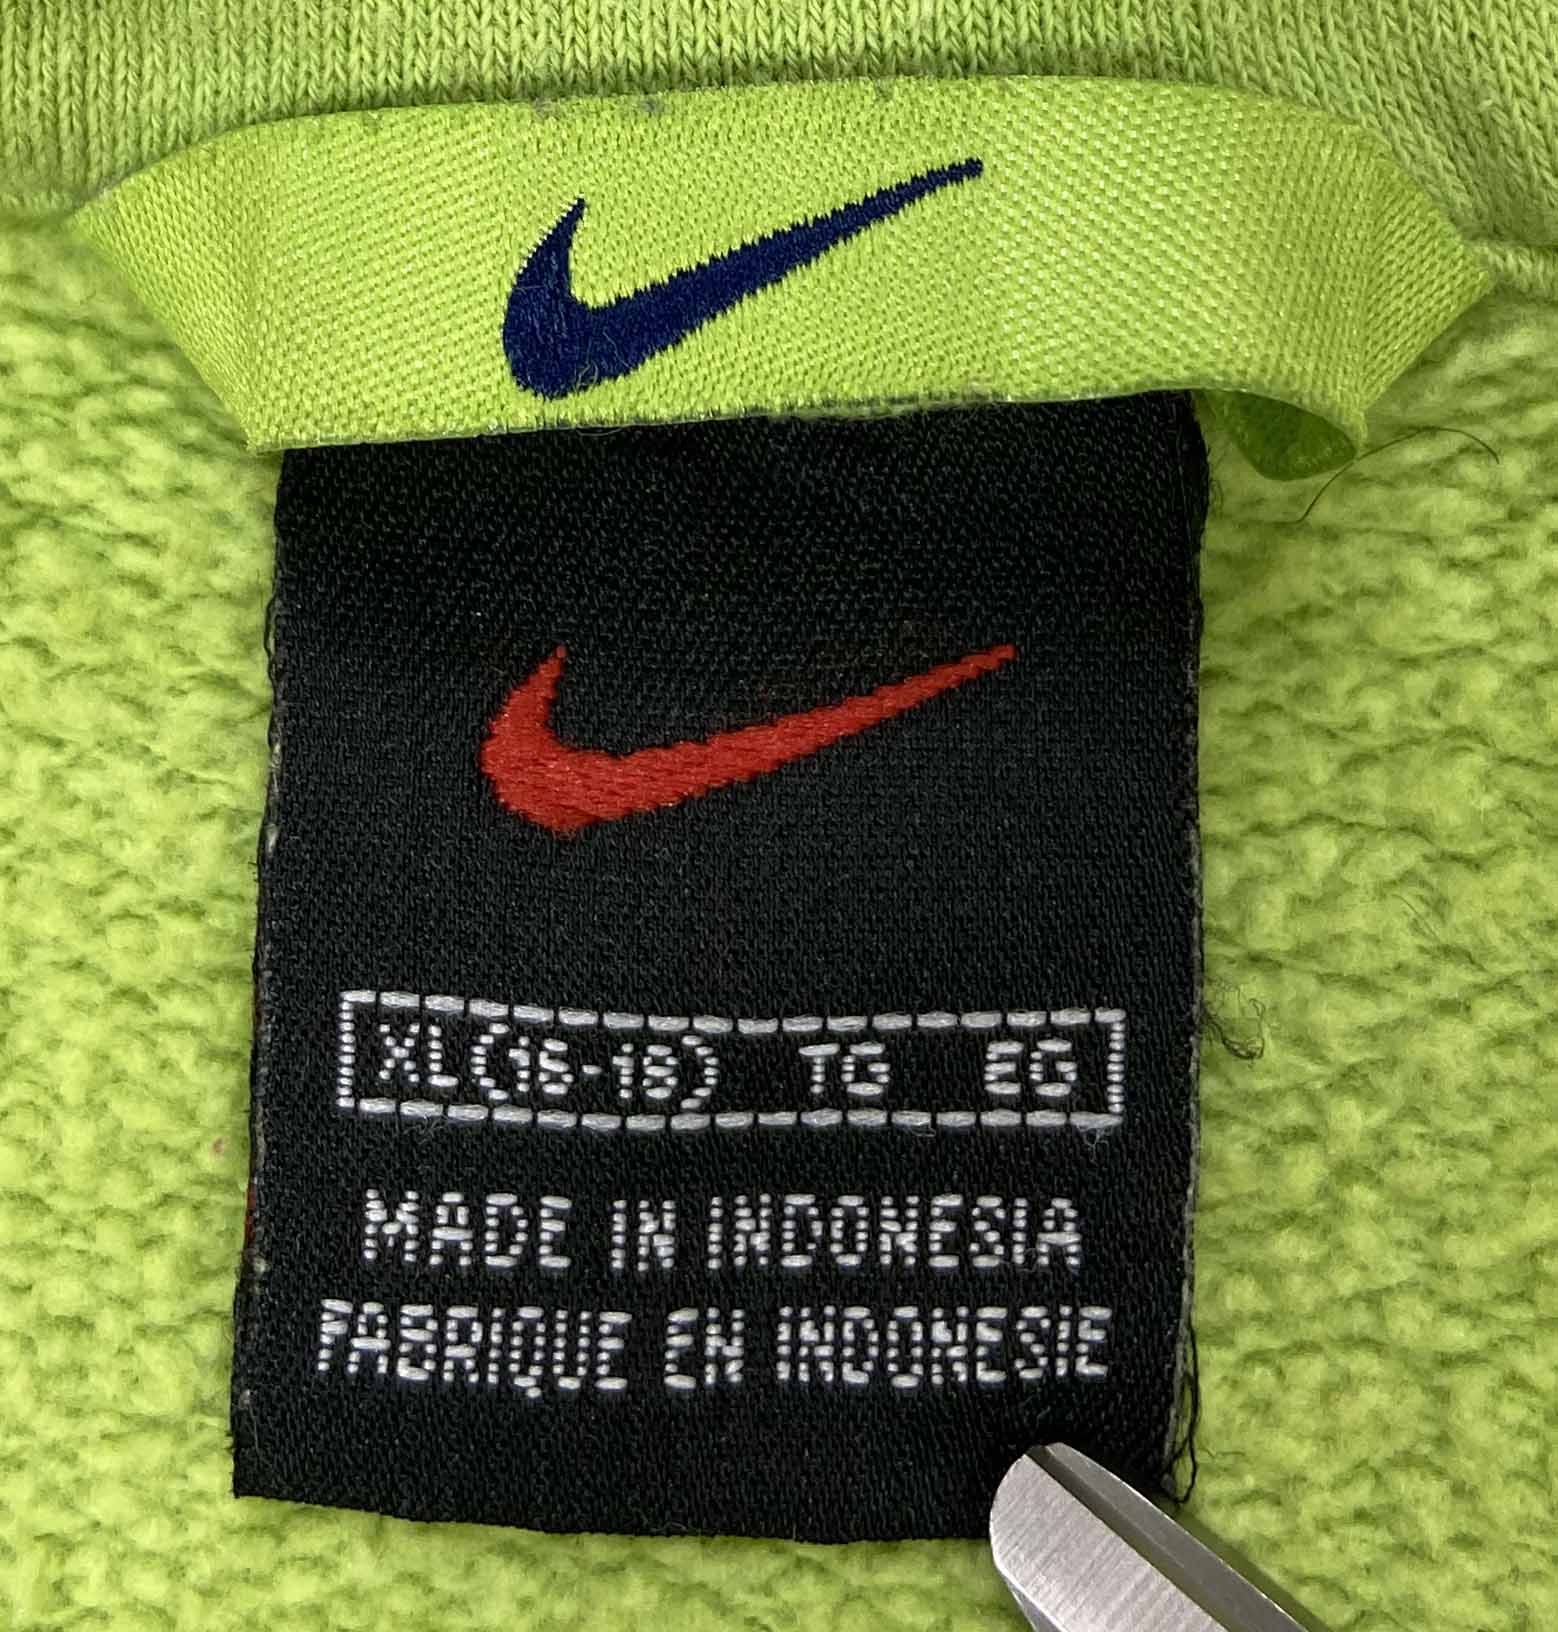 XL(16-18) TG EG
MADE IN INDONESIA
FABRIQUE EN INDONESIE